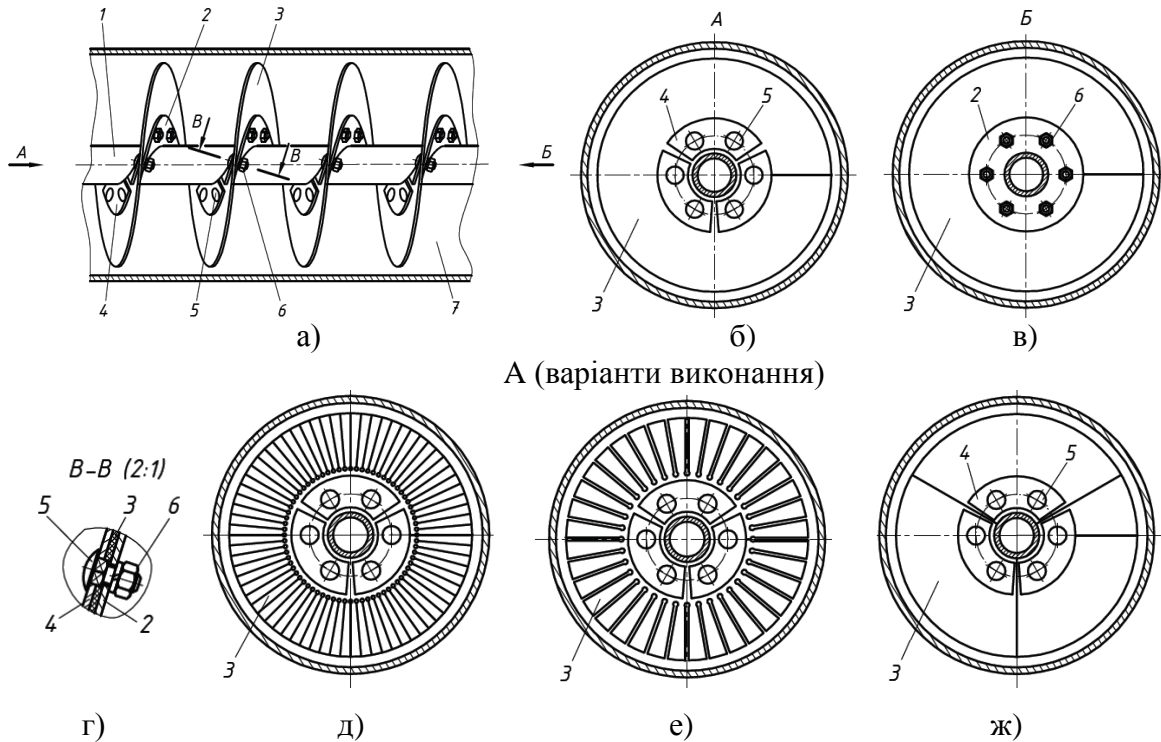 1 2 3 А Б
В 4 5 2 6
А В Б
3 3
4 5 6 7
а) б) в)
А (варіанти виконання)
В–В (2:1) 4 5
5 3 6
4 2 3 3 3
г) д) е) ж)